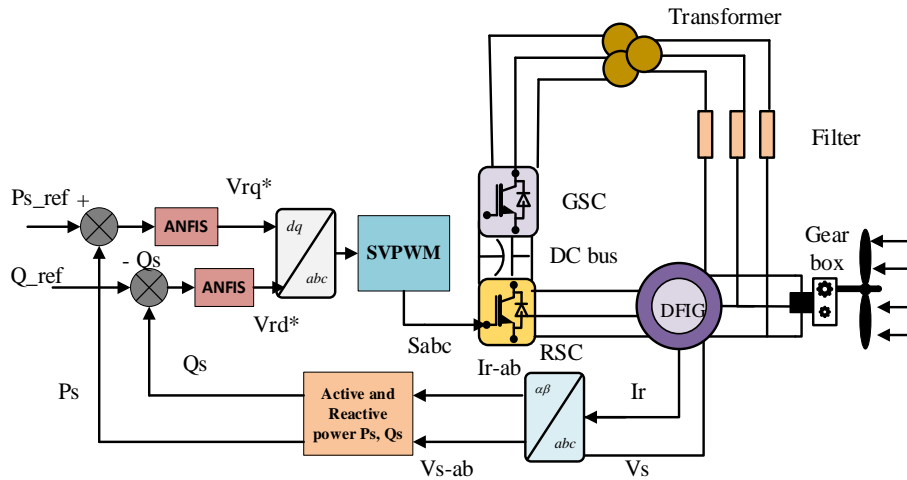 Transformer
Filter
GSC
DC bus
Gear
box
Ps_ref
+
Vrq*
ANFIS
dq
abc
SVPWM
- Qs
Q_ref
ANFIS
Vrd*
DFIG
Sabc
RSC
Ir-ab
Qs
Ps
Active and
Reactive
power Ps, Qs
αβ
abc
Ir
Vs-ab
Vs